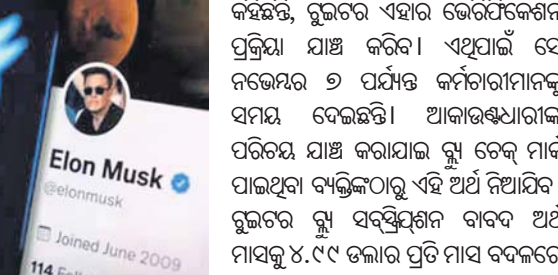 Elon Musk
@elonmusk
Joined June 2009
114
କହିଛନ୍ତି, ଟୁଇଟର ଏହାର ଭେରିଫିକେଶନ
ପ୍ରକ୍ରିୟା ଯାଞ୍ଚ କରିବ। ଏଥିପାଇଁ ସେ
ନଭେମ୍ବର ୭ ପର୍ଯ୍ୟନ୍ତ କର୍ମଚାରୀମାନଙ୍କୁ
ସମୟ ଦେଇଛନ୍ତି। ଆକାଉଣ୍ଟଧାରୀଙ୍କ
ପରିଚୟ ଯାଞ୍ଚ କରାଯାଇ ବ୍ଲୁ ଚେକ୍ ମାର୍କ
ପାଇଥିବା ବ୍ୟକ୍ତିଙ୍କଠାରୁ ଏହି ଅର୍ଥ ନିଆଯିବ
ଟୁଇଟର ବ୍ଲୁ ସବ୍‌ସ୍କ୍ରିପ୍ସନ ବାବଦ ଅର୍ଥ
ମାସକୁ ୪.୯୯ ଡଲାର ପ୍ରତି ମାସ ବଦଳରେ